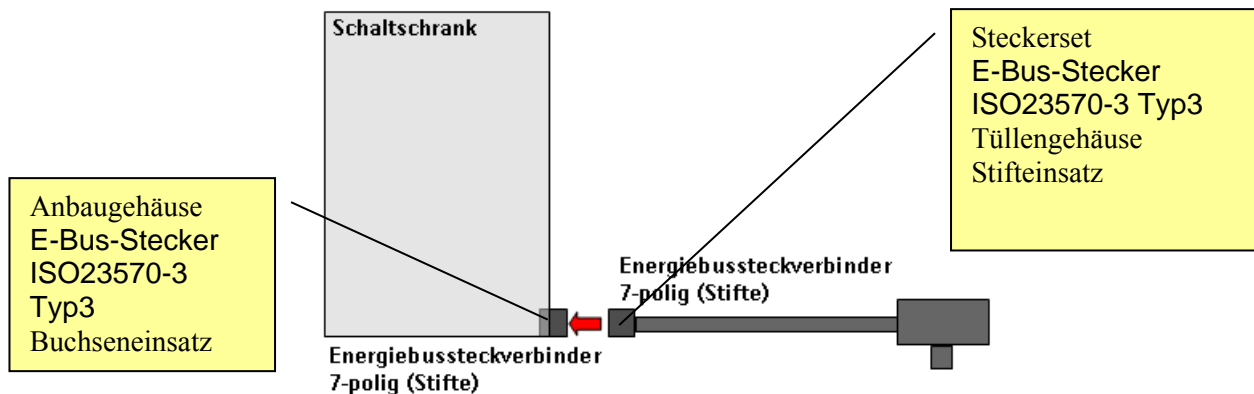 Schaltschrank
Steckerset
E-Bus-Stecker
ISO23570-3 Typ3
Tüllengehäuse
Stifteinsatz
Anbaugehäuse
E-Bus-Stecker
ISO23570-3
Typ3
Buchseneinsatz
Energiebussteckverbinder
7-polig (Stifte)
Energiebussteckverbinder
7-polig (Stifte)